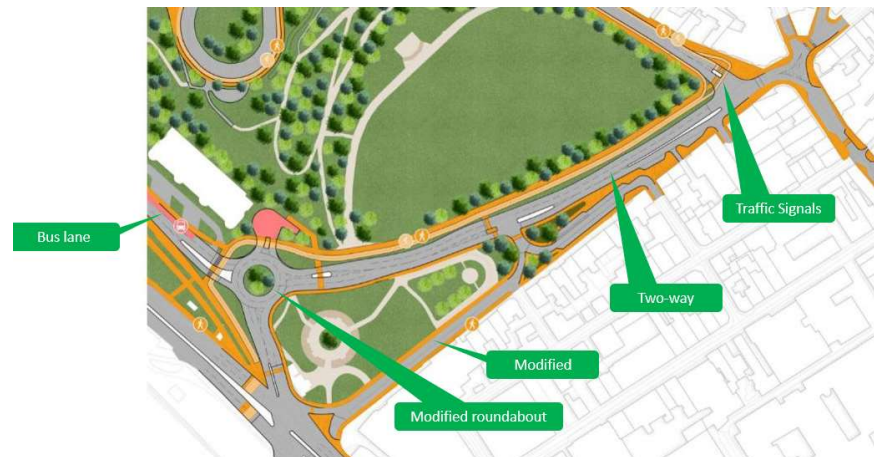 Traffic Signals
Bus lane
Two-way
Modified
Modified roundabout